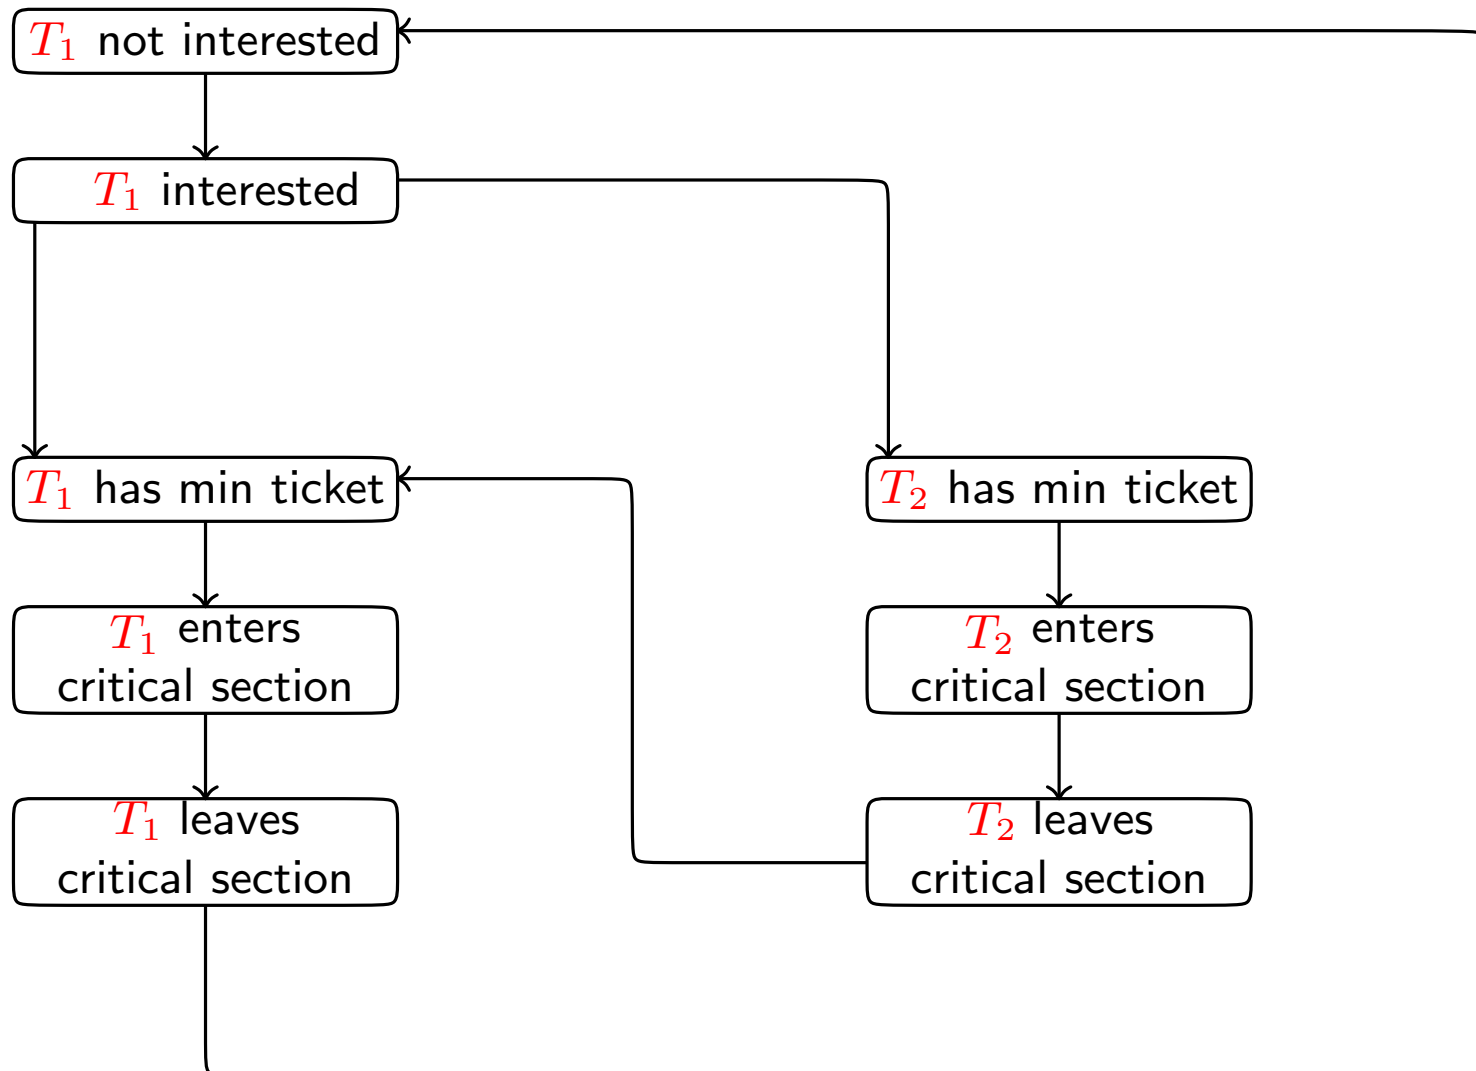 T₁ not interested
T₁ interested
T₁ has min ticket
T₂ has min ticket
T₁ enters
critical section
T₂ enters
critical section
T₁ leaves
critical section
T₂ leaves
critical section